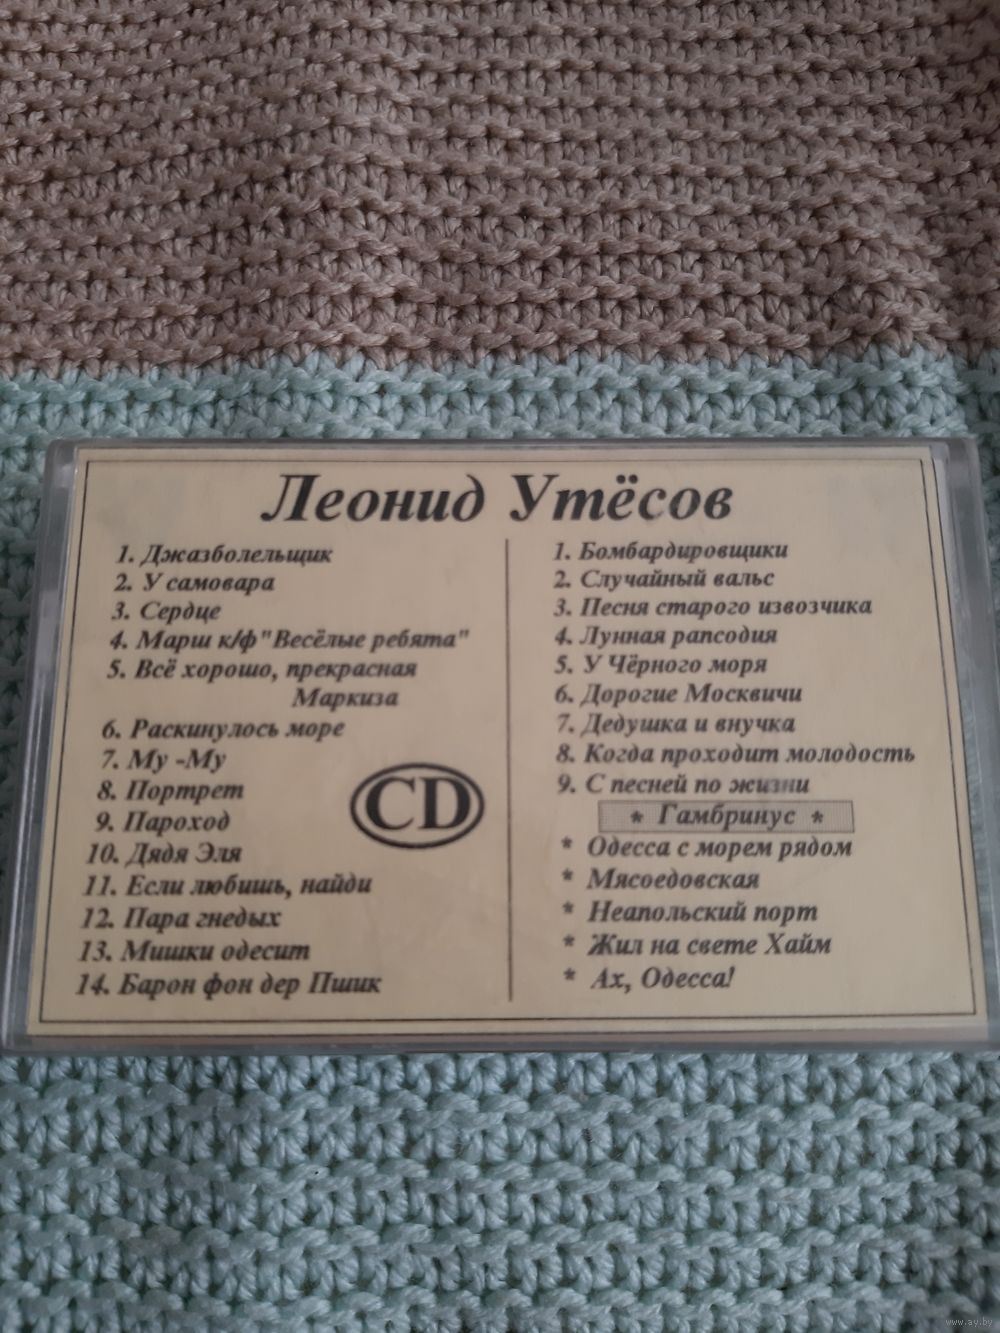 Леонид Утёсов
1. Джазболельщик
2. У самовара
3. Сердце
4. Марш к/ф "Весёлые ребята"
5. Всё хорошо, прекрасная
Маркиза
6. Раскинулось море
7. Му -Му
8. Портрет
9. Пароход
10. Дядя Эля
11. Если любишь, найди
12. Пара гнедых
13. Мишки одесит
14. Барон фон дер Пшик
CD
1. Бомбардировщики
2. Случайный вальс
3. Песня старого извозчика
4. Лунная рапсодия
5. У Чёрного моря
6. Дорогие Москвичи
7. Дедушка и внучка
8. Когда проходит молодость
9. С песней по жизни
* Гамбринус *
* Одесса с морем рядом
* Мясоедовская
* Неапольский порт
* Жил на свете Хайм
* Ах, Одесса!
www.ay.by